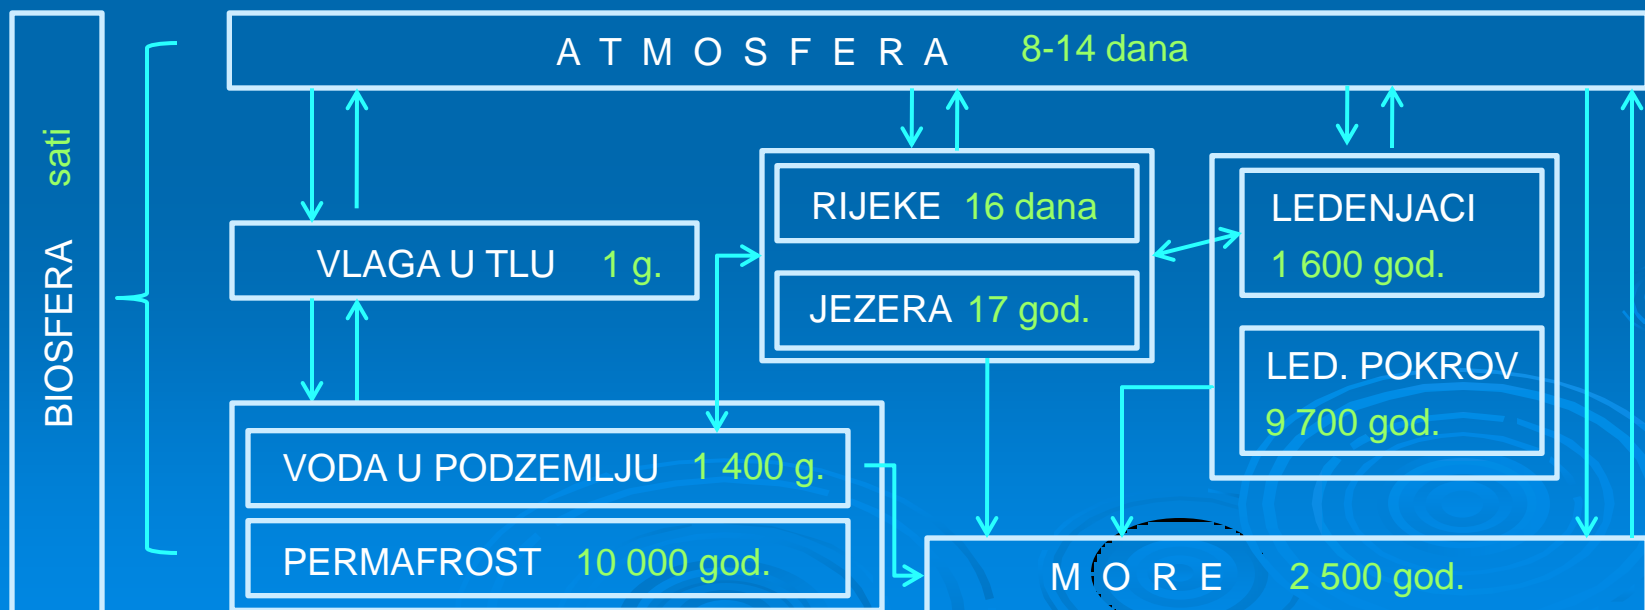 BIOSFERA sati
A T M O S F E R A 8-14 dana
RIJEKE 16 dana
JEZERA 17 god.
LEDENJACI
1 600 god.
LED. POKROV
9 700 god.
VLAGA U TLU 1 g.
VODA U PODZEMLJU 1 400 g.
PERMAFROST 10 000 god.
M O R E 2 500 god.